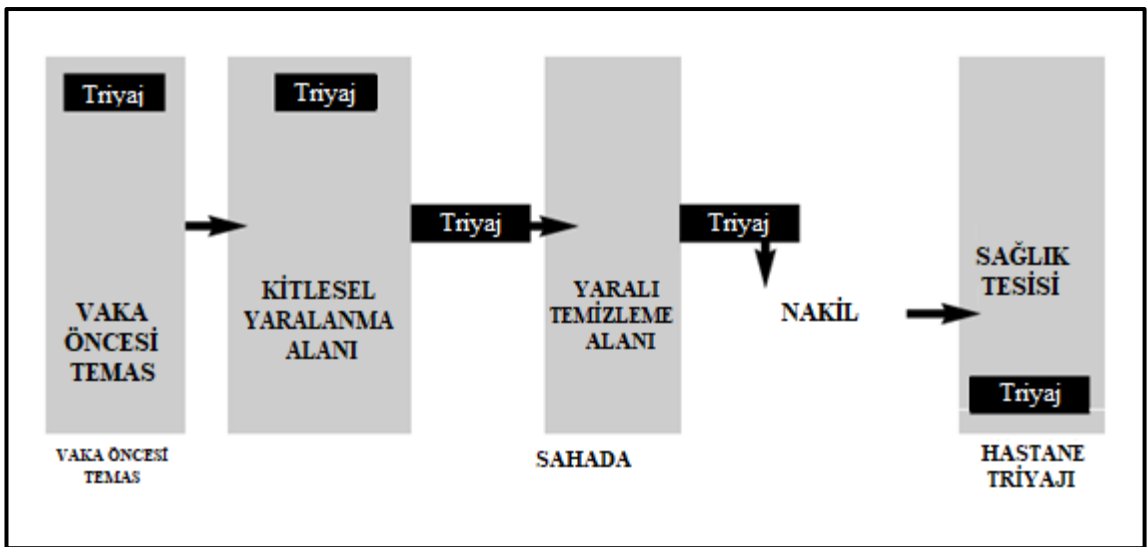 Triyaj
VAKA
ÖNCESİ
TEMAS
VAKA ÖNCESİ
TEMAS
Triyaj
KİTLESEL
YARALANMA
ALANI
Triyaj
YARALI
TEMİZLEME
ALANI
SAHADA
Triyaj
NAKİL
SAĞLIK
TESİSİ
Triyaj
HASTANE
TRİYAJI